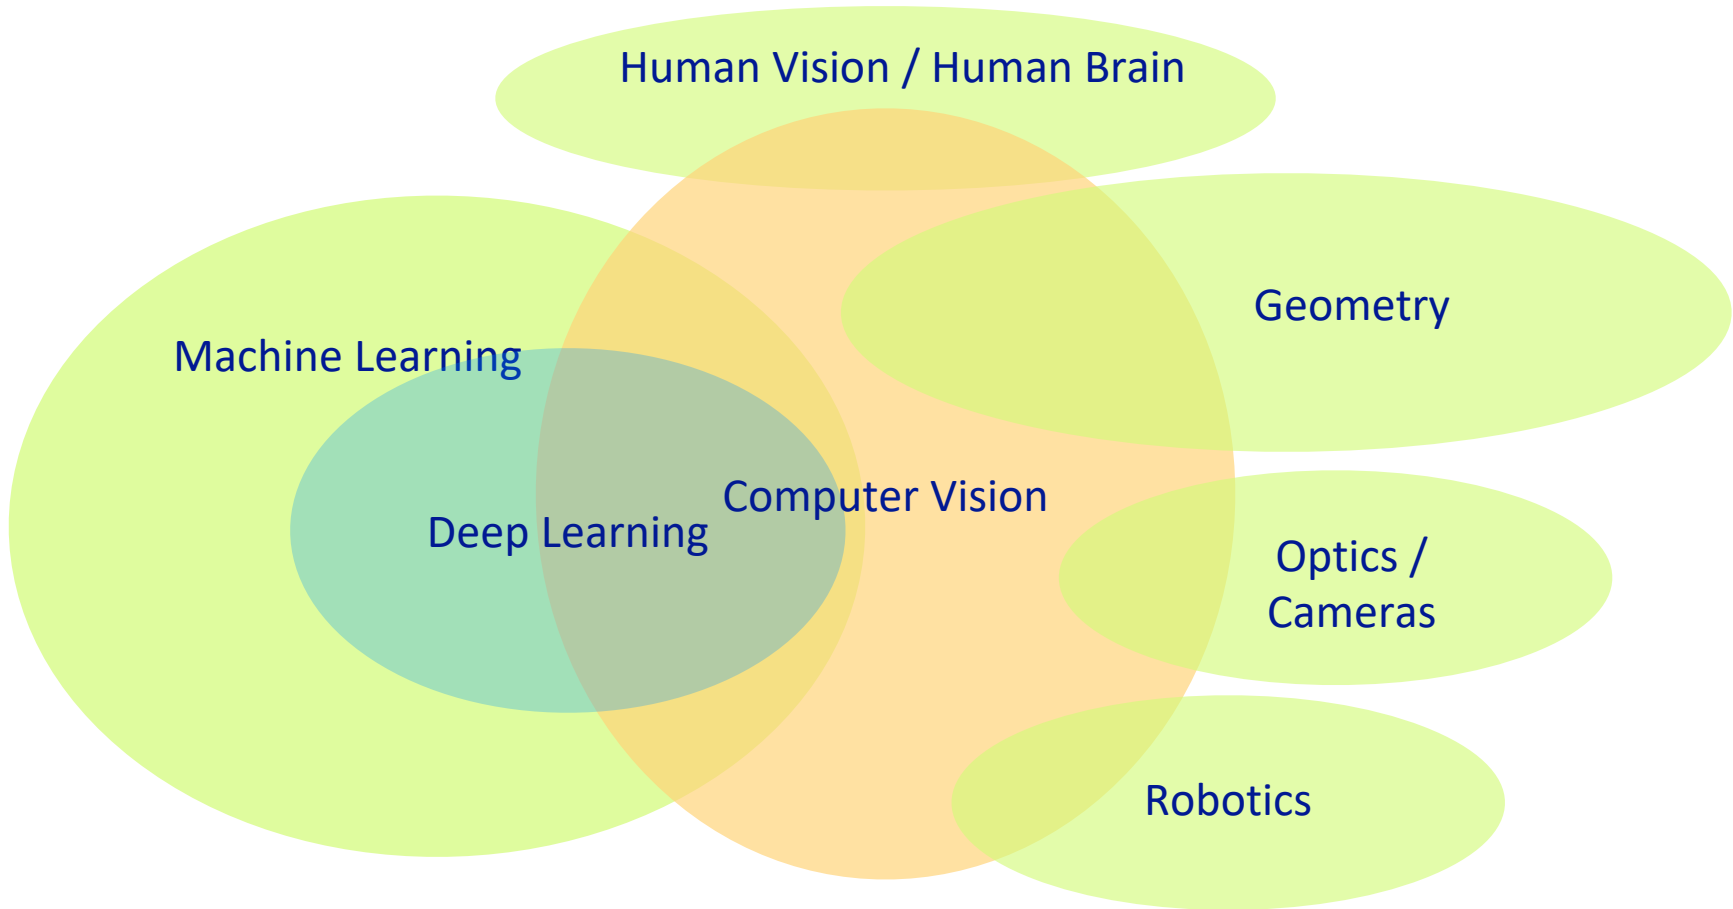 Human Vision / Human Brain
Geometry
Machine Learning
Computer Vision
Deep Learning
Optics /
Cameras
Robotics